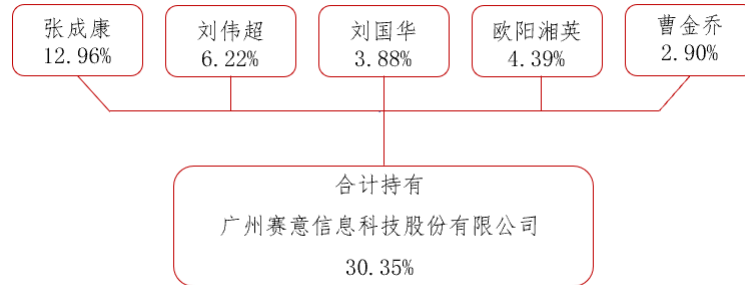 张成康
12.96%
刘伟超
6.22%
刘国华
3.88%
欧阳湘英
4.39%
曹金乔
2.90%
合计持有
广州赛意信息科技股份有限公司
30.35%